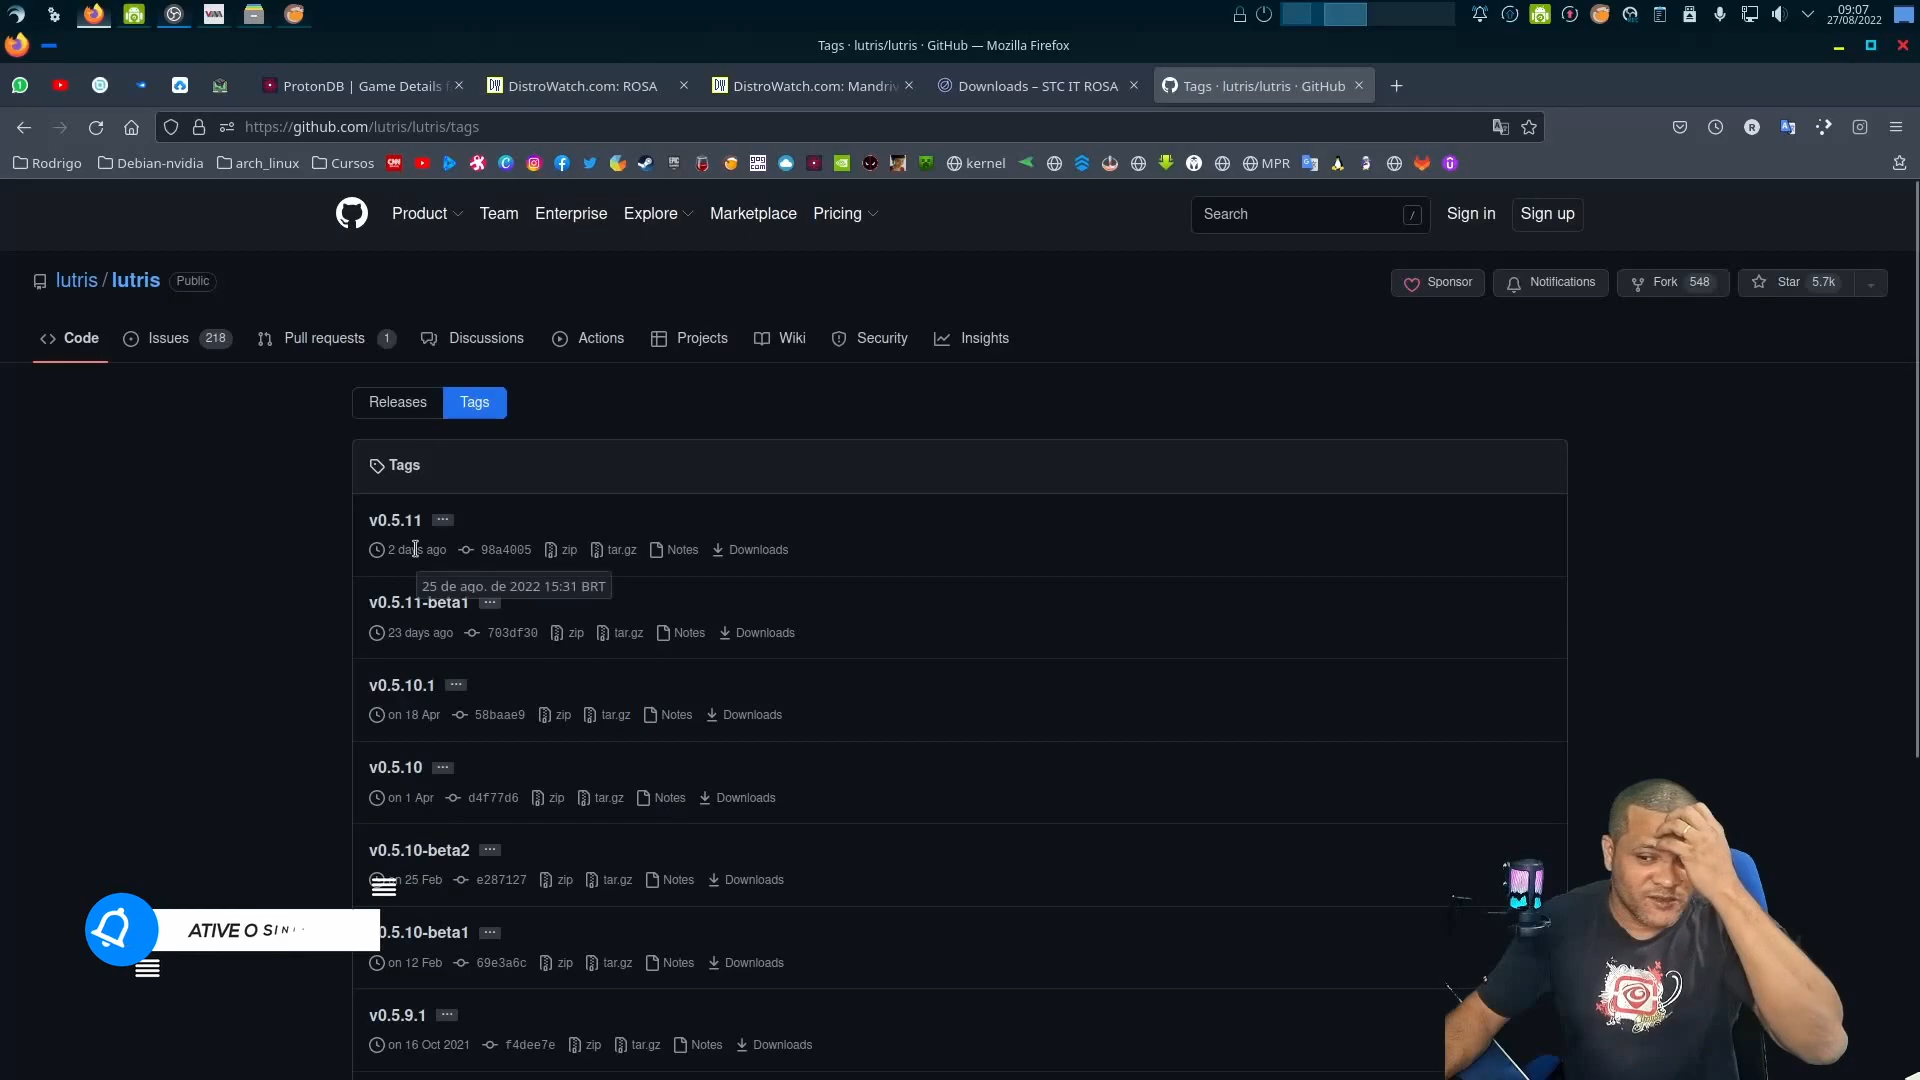 09:07
27/08/2022
Tags · lutris/lutris · GitHub — Mozilla Firefox
ProtonDB | Game Details f
DistroWatch.com: ROSA
DistroWatch.com: Mandriv
Downloads – STC IT ROSA
Tags · lutris/lutris · GitHub
https://github.com/lutris/lutris/tags
Rodrigo
Debian-nvidia
arch_linux
Cursos
kernel
MPR
Product
Team
Enterprise
Explore
Marketplace
Pricing
Search
/
Sign in
Sign up
lutris / lutris
Public
Sponsor
Notifications
Fork 548
Star 5.7k
Code
Issues 218
Pull requests 1
Discussions
Actions
Projects
Wiki
Security
Insights
Releases
Tags
Tags
v0.5.11
2 days ago 98a4005 zip tar.gz Notes Downloads
25 de ago. de 2022 15:31 BRT
v0.5.11-beta1
23 days ago 703df30 zip tar.gz Notes Downloads
v0.5.10.1
on 18 Apr 58baae9 zip tar.gz Notes Downloads
v0.5.10
on 1 Apr d4f77d6 zip tar.gz Notes Downloads
v0.5.10-beta2
on 25 Feb e287127 zip tar.gz Notes Downloads
ATIVE O SIN
0.5.10-beta1
on 12 Feb 69e3a6c zip tar.gz Notes Downloads
v0.5.9.1
on 16 Oct 2021 f4dee7e zip tar.gz Notes Downloads